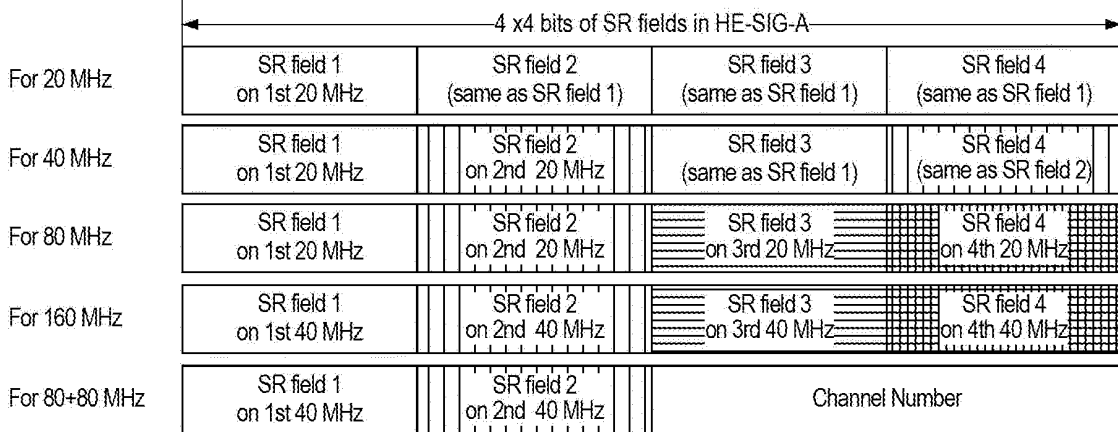 4 x4 bits of SR fields in HE-SIG-A
For 20 MHz
SR field 1
on 1st 20 MHz
SR field 2
(same as SR field 1)
SR field 3
(same as SR field 1)
SR field 4
(same as SR field 1)
For 40 MHz
SR field 1
on 1st 20 MHz
SR field 2
on 2nd 20 MHz
SR field 3
(same as SR field 1)
SR field 4
(same as SR field 2)
For 80 MHz
SR field 1
on 1st 20 MHz
SR field 2
on 2nd 20 MHz
SR field 3
on 3rd 20 MHz
SR field 4
on 4th 20 MHz
For 160 MHz
SR field 1
on 1st 40 MHz
SR field 2
on 2nd 40 MHz
SR field 3
on 3rd 40 MHz
SR field 4
on 4th 40 MHz
For 80+80 MHz
SR field 1
on 1st 40 MHz
SR field 2
on 2nd 40 MHz
Channel Number